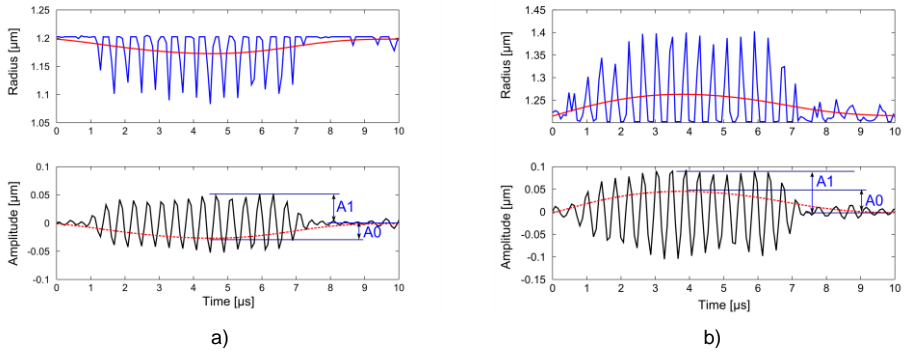 1.25
1.2
1.15
1.1
1.05
Radius [µm]
0 1 2 3 4 5 6 7 8 9 10
0.1
0.05
0
-0.05
-0.1
Amplitude [µm]
A1
A0
0 1 2 3 4 5 6 7 8 9 10
Time [µs]
a)
1.4
1.35
1.3
1.25
Radius [µm]
0 1 2 3 4 5 6 7 8 9 10
0.1
0.05
0
-0.05
-0.1
-0.15
Amplitude [µm]
A1
A0
0 1 2 3 4 5 6 7 8 9 10
Time [µs]
b)